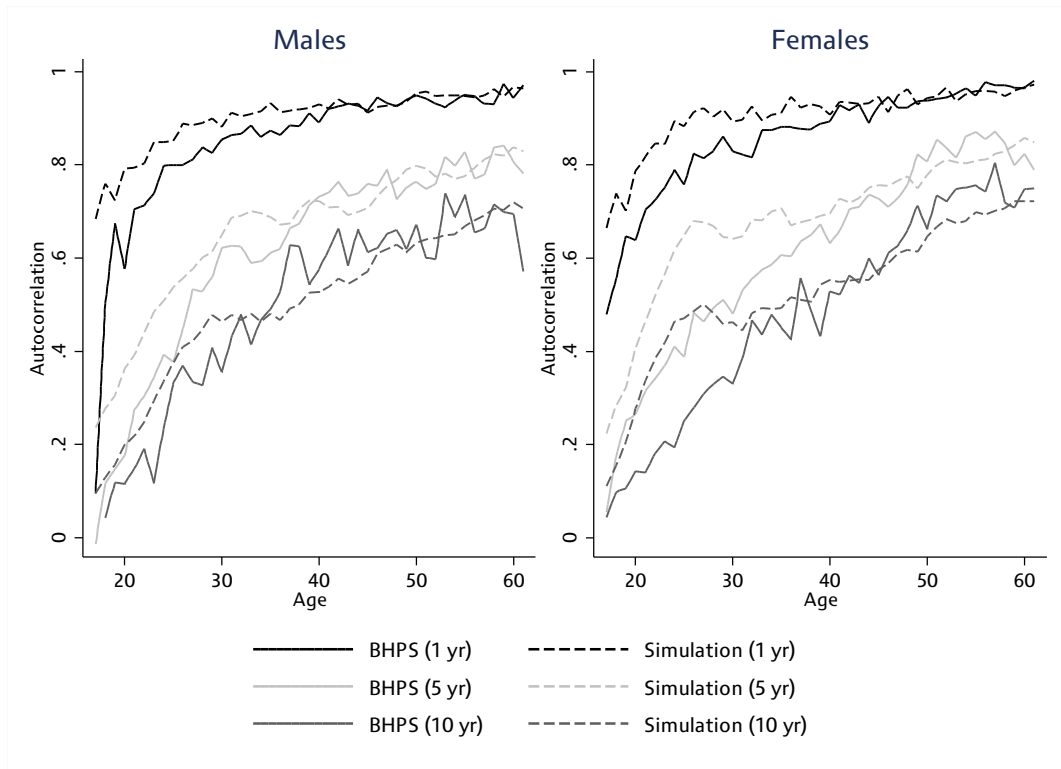 Males
Females
Autocorrelation
0
.2
.4
.6
.8
1
20
30
40
50
60
Age
Autocorrelation
0
.2
.4
.6
.8
1
20
30
40
50
60
Age
BHPS (1 yr)
Simulation (1 yr)
BHPS (5 yr)
Simulation (5 yr)
BHPS (10 yr)
Simulation (10 yr)